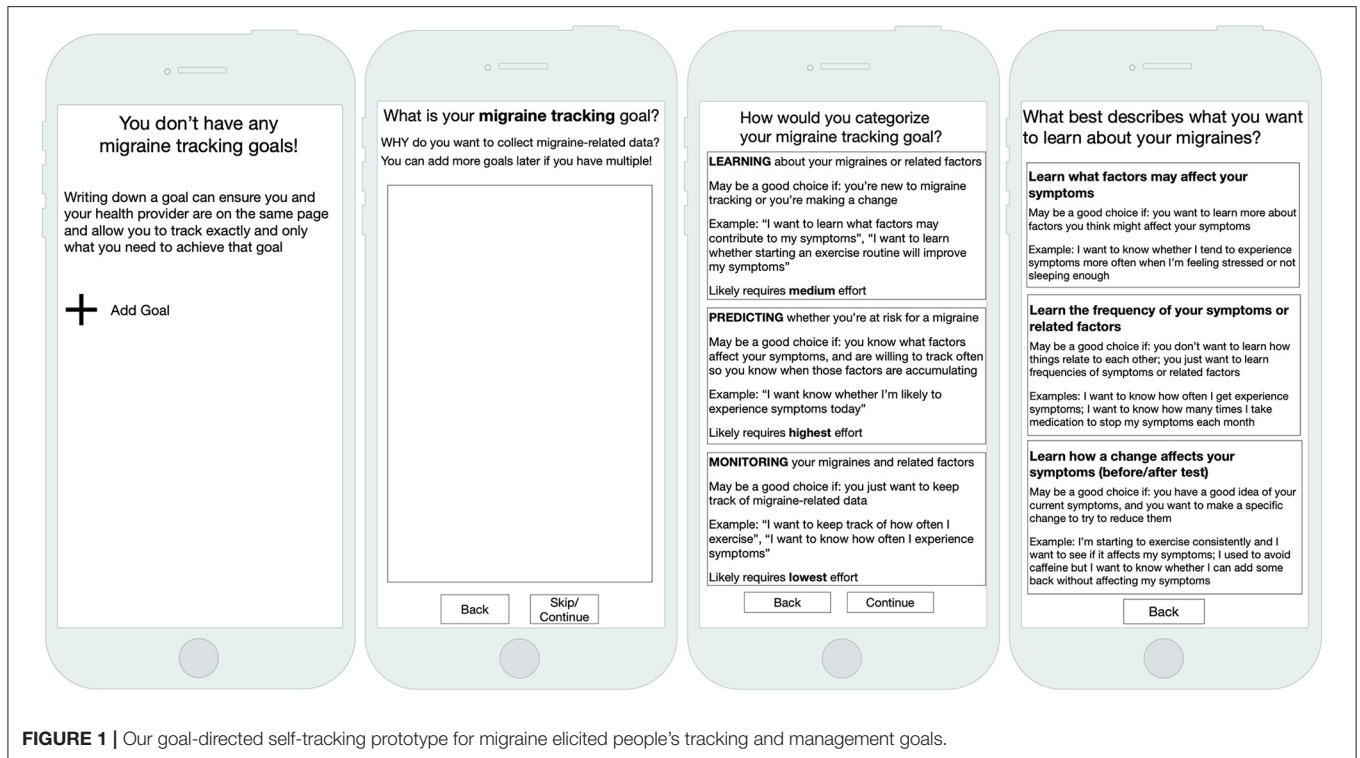 You don't have any
migraine tracking goals!
Writing down a goal can ensure you and
your health provider are on the same page
and allow you to track exactly and only
what you need to achieve that goal
Add Goal
What is your migraine tracking goal?
WHY do you want to collect migraine-related data?
You can add more goals later if you have multiple!
Back
Skip/
Continue
How would you categorize
your migraine tracking goal?
LEARNING about your migraines or related factors
May be a good choice if: you're new to migraine
tracking or you're making a change
Example: “I want to learn what factors may
contribute to my symptoms”, “I want to learn
whether starting an exercise routine will improve
my symptoms”
Likely requires medium effort
PREDICTING whether you're at risk for a migraine
May be a good choice if: you know what factors
affect your symptoms, and are willing to track often
so you know when those factors are accumulating
Example: “I want know whether I'm likely to
experience symptoms today”
Likely requires highest effort
MONITORING your migraines and related factors
May be a good choice if: you just want to keep
track of migraine-related data
Example: “I want to keep track of how often I
exercise”, “I want to know how often I experience
symptoms”
Likely requires lowest effort
Back
Continue
What best describes what you want
to learn about your migraines?
Learn what factors may affect your
symptoms
May be a good choice if: you want to learn more about
factors you think might affect your symptoms
Example: I want to know whether I tend to experience
symptoms more often when I'm feeling stressed or not
sleeping enough
Learn the frequency of your symptoms or
related factors
May be a good choice if: you don't want to learn how
things relate to each other; you just want to learn
frequencies of symptoms or related factors
Examples: I want to know how often I get experience
symptoms; I want to know how many times I take
medication to stop my symptoms each month
Learn how a change affects your
symptoms (before/after test)
May be a good choice if: you have a good idea of your
current symptoms, and you want to make a specific
change to try to reduce them
Example: I'm starting to exercise consistently and I
want to see if it affects my symptoms; I used to avoid
caffeine but I want to know whether I can add some
back without affecting my symptoms
Back
FIGURE 1 | Our goal-directed self-tracking prototype for migraine elicited people's tracking and management goals.